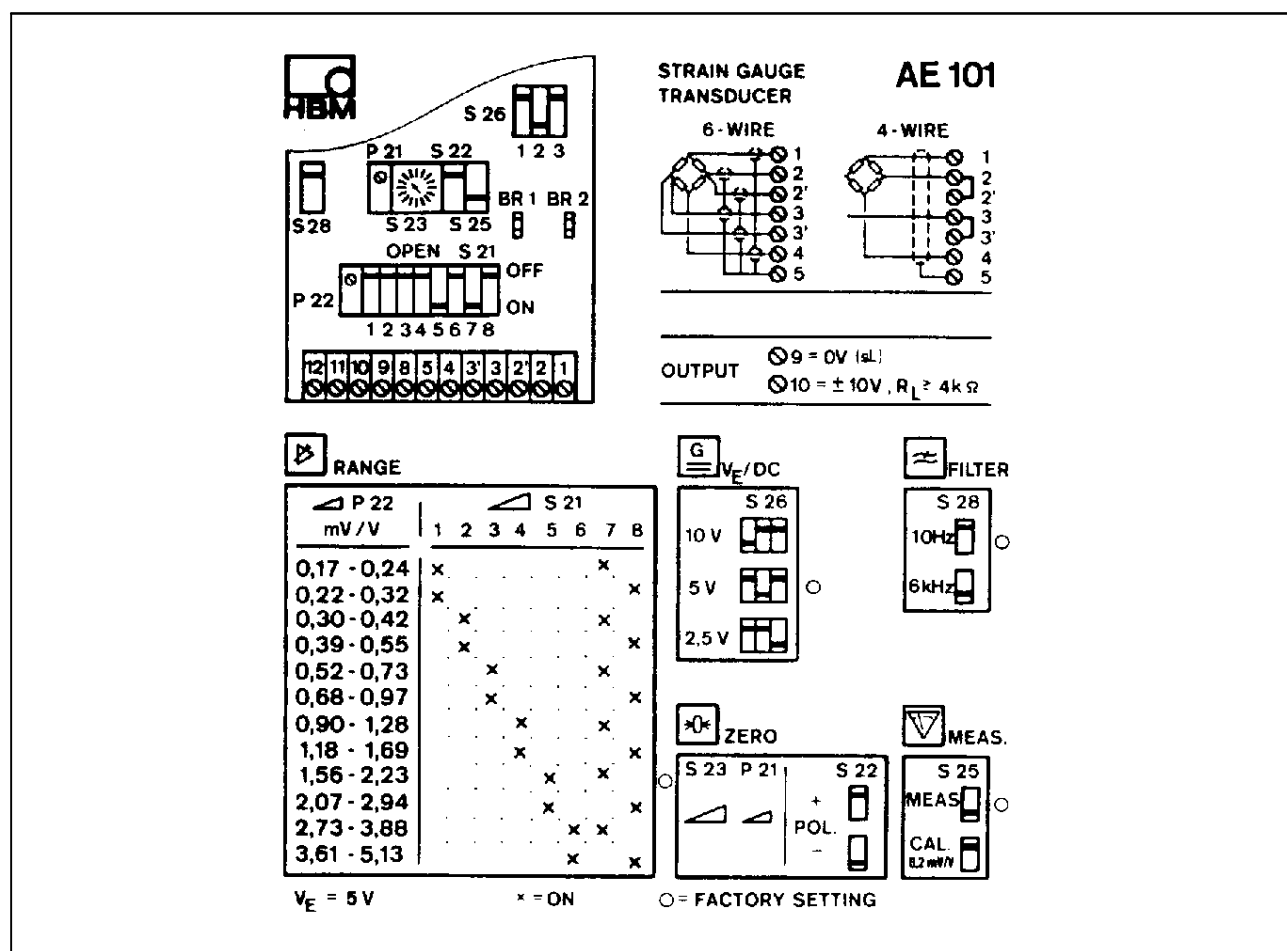 HBM
S 26
1 2 3
P 21 S 22
S 28
S 23 S 25
BR 1 BR 2
OPEN S 21
OFF
P 22
ON
1 2 3 4 5 6 7 8
12 11 10 9 8 5 4 3' 3 2' 2 1
STRAIN GAUGE
TRANSDUCER
AE 101
6-WIRE
1
2
2'
3
3'
4
5
4-WIRE
1
2
2'
3
3'
4
5
OUTPUT
9 = 0V (sL)
10 = ± 10V, RL ≥ 4k Ω
RANGE
P 22 S 21
mV/V 1 2 3 4 5 6 7 8
0,17 - 0,24 x x
0,22 - 0,32 x x
0,30 - 0,42 x x
0,39 - 0,55 x x
0,52 - 0,73 x x
0,68 - 0,97 x x
0,90 - 1,28 x x
1,18 - 1,69 x x
1,56 - 2,23 x x
2,07 - 2,94 x x
2,73 - 3,88 x x
3,61 - 5,13 x x
VE = 5 V x = ON ○ = FACTORY SETTING
G VE/DC
S 26
10 V
5 V
2,5 V
FILTER
S 28
10Hz
6kHz
ZERO
S 23 P 21 S 22
+
POL.
−
MEAS.
S 25
MEAS
CAL.